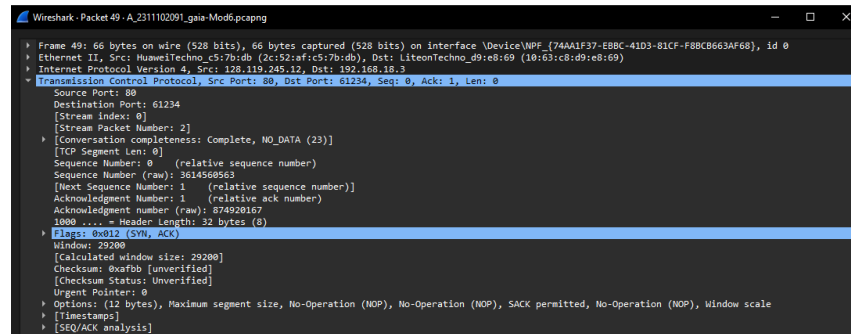 Wireshark · Packet 49 · A_2311102091_gaia-Mod6.pcapng
Frame 49: 66 bytes on wire (528 bits), 66 bytes captured (528 bits) on interface \Device\NPF_{74AA1F37-EBBC-41D3-81CF-F8BCB663AF68}, id 0
Ethernet II, Src: HuaweiTechno_c5:7b:db (2c:52:af:c5:7b:db), Dst: LiteonTechno_d9:e8:69 (10:63:c8:d9:e8:69)
Internet Protocol Version 4, Src: 128.119.245.12, Dst: 192.168.18.3
Transmission Control Protocol, Src Port: 80, Dst Port: 61234, Seq: 0, Ack: 1, Len: 0
Source Port: 80
Destination Port: 61234
[Stream index: 0]
[Stream Packet Number: 2]
[Conversation completeness: Complete, NO_DATA (23)]
[TCP Segment Len: 0]
Sequence Number: 0 (relative sequence number)
Sequence Number (raw): 3614560563
[Next Sequence Number: 1 (relative sequence number)]
Acknowledgment Number: 1 (relative ack number)
Acknowledgment number (raw): 874920167
1000 .... = Header Length: 32 bytes (8)
Flags: 0x012 (SYN, ACK)
Window: 29200
[Calculated window size: 29200]
Checksum: 0xafbb [unverified]
[Checksum Status: Unverified]
Urgent Pointer: 0
Options: (12 bytes), Maximum segment size, No-Operation (NOP), No-Operation (NOP), SACK permitted, No-Operation (NOP), Window scale
[Timestamps]
[SEQ/ACK analysis]